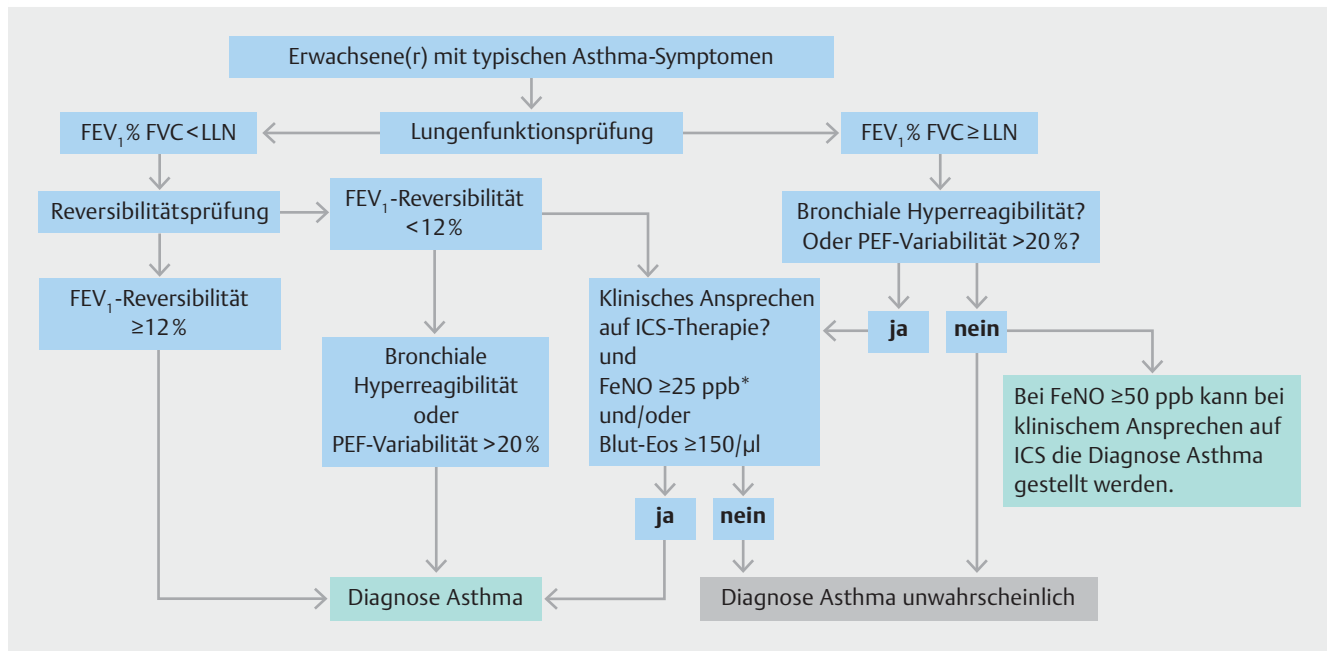 Erwachsene(r) mit typischen Asthma-Symptomen
FEV₁% FVC<LLN
Lungenfunktionsprüfung
FEV₁% FVC≥LLN
Reversibilitätsprüfung
FEV₁-Reversibilität
<12%
Bronchiale Hyperreagibilität?
Oder PEF-Variabilität >20%?
FEV₁-Reversibilität
≥12%
Bronchiale
Hyperreagibilität
oder
PEF-Variabilität >20%
Klinisches Ansprechen
auf ICS-Therapie?
und
FeNO ≥25 ppb*
und/oder
Blut-Eos ≥150/µl
ja
nein
Bei FeNO ≥50 ppb kann bei
klinischem Ansprechen auf
ICS die Diagnose Asthma
gestellt werden.
ja
nein
Diagnose Asthma
Diagnose Asthma unwahrscheinlich